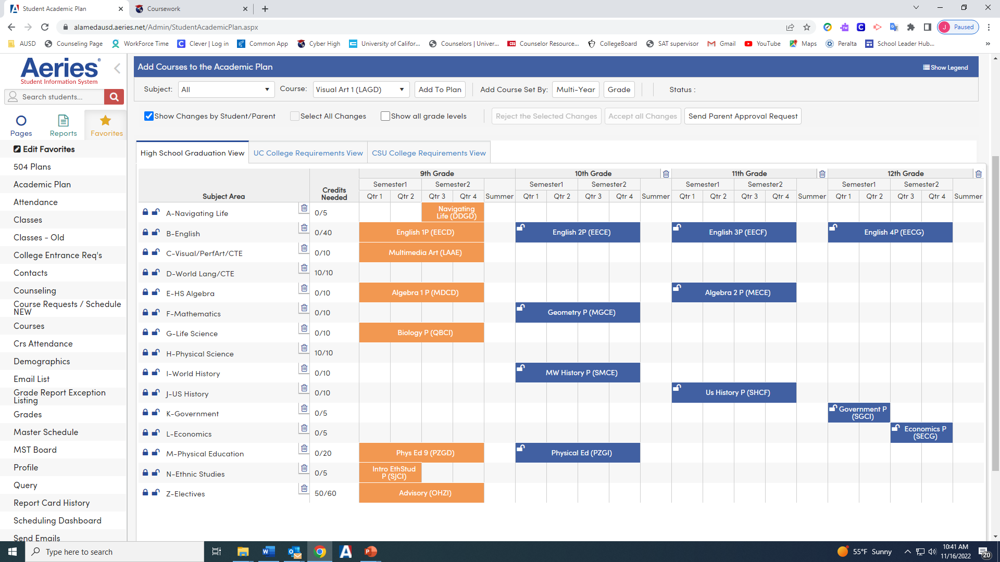 Student Academic Plan
Coursework
alamedausd.aeries.net/Admin/StudentAcademicPlan.aspx
J Paused
AUSD Counseling Page WorkForce Time Clever | Log in Common App Cyber High University of Califor... Counselors | Univer... Counselor Resource... CollegeBoard SAT supervisor Gmail YouTube Maps Peralta School Leader Hub... »
Aeries®
Student Information System
Search students...
Pages Reports Favorites
Edit Favorites
504 Plans
Academic Plan
Attendance
Classes
Classes - Old
College Entrance Req's
Contacts
Counseling
Course Requests / Schedule
NEW
Courses
Crs Attendance
Demographics
Email List
Grade Report Exception
Listing
Grades
Master Schedule
MST Board
Profile
Query
Report Card History
Scheduling Dashboard
Send Emails
Add Courses to the Academic Plan
Show Legend
Subject: All Course: Visual Art 1 (LAGD) Add To Plan Add Course Set By: Multi-Year Grade Status :
Show Changes by Student/Parent Select All Changes Show all grade levels Reject the Selected Changes Accept all Changes Send Parent Approval Request
High School Graduation View UC College Requirements View CSU College Requirements View
9th Grade 10th Grade 11th Grade 12th Grade
Semester1 Semester2 Semester1 Semester2 Semester1 Semester2 Semester1 Semester2
Subject Area
Credits
Needed
Qtr 1 Qtr 2 Qtr 3 Qtr 4 Summer Qtr 1 Qtr 2 Qtr 3 Qtr 4 Summer Qtr 1 Qtr 2 Qtr 3 Qtr 4 Summer Qtr 1 Qtr 2 Qtr 3 Qtr 4 Summer
A-Navigating Life 0/5
Navigating
Life (DDGD)
B-English 0/40 English 1P (EECD) English 2P (EECE) English 3P (EECF) English 4P (EECG)
C-Visual/PerfArt/CTE 0/10 Multimedia Art (LAAE)
D-World Lang/CTE 10/10
E-HS Algebra 0/10 Algebra 1 P (MDCD) Algebra 2 P (MECE)
F-Mathematics 0/10 Geometry P (MGCE)
G-Life Science 0/10 Biology P (QBCI)
H-Physical Science 10/10
I-World History 0/10 MW History P (SMCE)
J-US History 0/10 Us History P (SHCF)
K-Government 0/5
Government P
(SGCI)
L-Economics 0/5
Economics P
(SECG)
M-Physical Education 0/20 Phys Ed 9 (PZGD) Physical Ed (PZGI)
N-Ethnic Studies 0/5
Intro EthStud
P (SJCI)
Z-Electives 50/60 Advisory (OHZI)
Type here to search
55°F Sunny
10:41 AM
11/16/2022
20